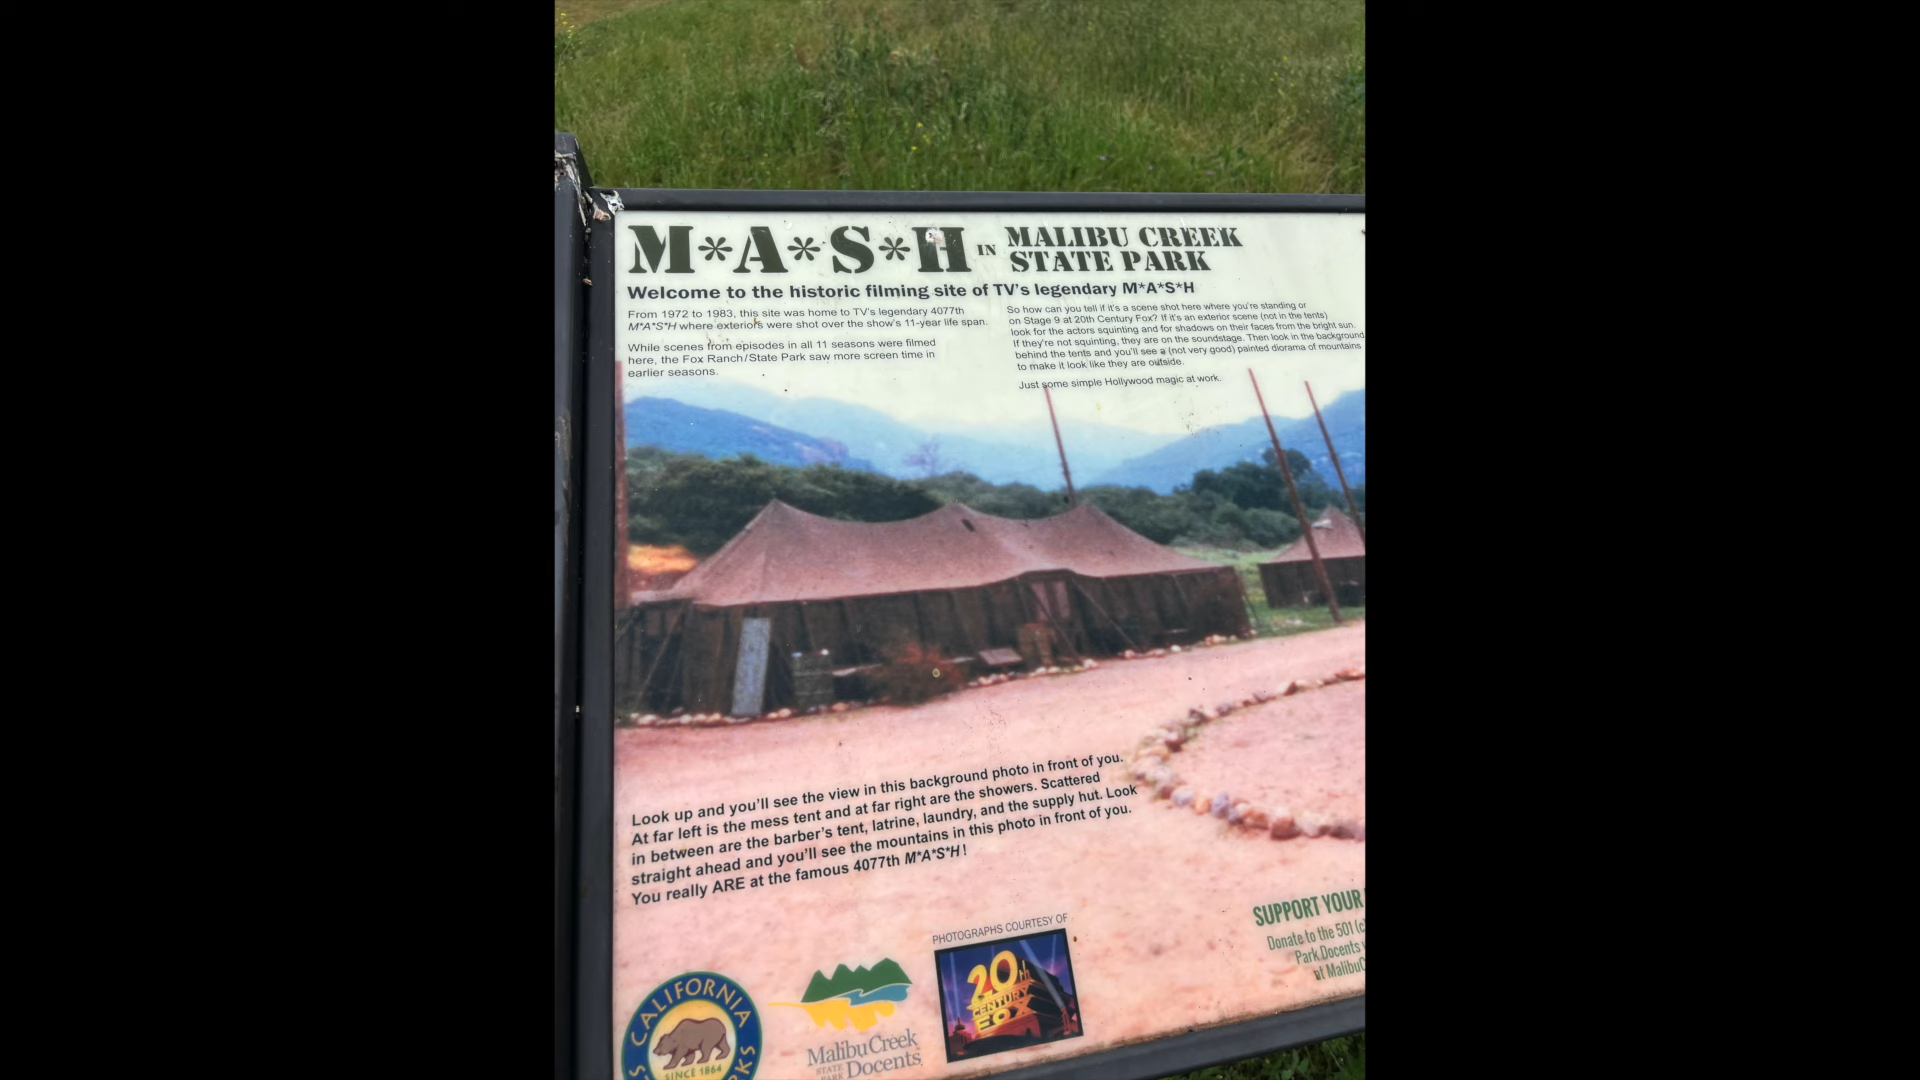 M*A*S*H IN MALIBU CREEK STATE PARK
Welcome to the historic filming site of TV's legendary M*A*S*H
From 1972 to 1983, this site was home to TV's legendary 4077th
M*A*S*H where exteriors were shot over the show's 11-year life span.
While scenes from episodes in all 11 seasons were filmed
here, the Fox Ranch/State Park saw more screen time in
earlier seasons.
So how can you tell if it's a scene shot here where you're standing or
on Stage 9 at 20th Century Fox? If it's an exterior scene (not in the tents)
look for the actors squinting and for shadows on their faces from the bright sun.
If they're not squinting, they are on the soundstage. Then look in the background
behind the tents and you'll see a (not very good) painted diorama of mountains
to make it look like they are outside.
Just some simple Hollywood magic at work.
Look up and you'll see the view in this background photo in front of you.
At far left is the mess tent and at far right are the showers. Scattered
in between are the barber's tent, latrine, laundry, and the supply hut. Look
straight ahead and you'll see the mountains in this photo in front of you.
You really ARE at the famous 4077th M*A*S*H!
CALIFORNIA
SINCE 1864
Malibu Creek
STATE PARK Docents
PHOTOGRAPHS COURTESY OF
20th
CENTURY
FOX
SUPPORT YOUR
Donate to the 501 (c
Park Docents
at Malibu